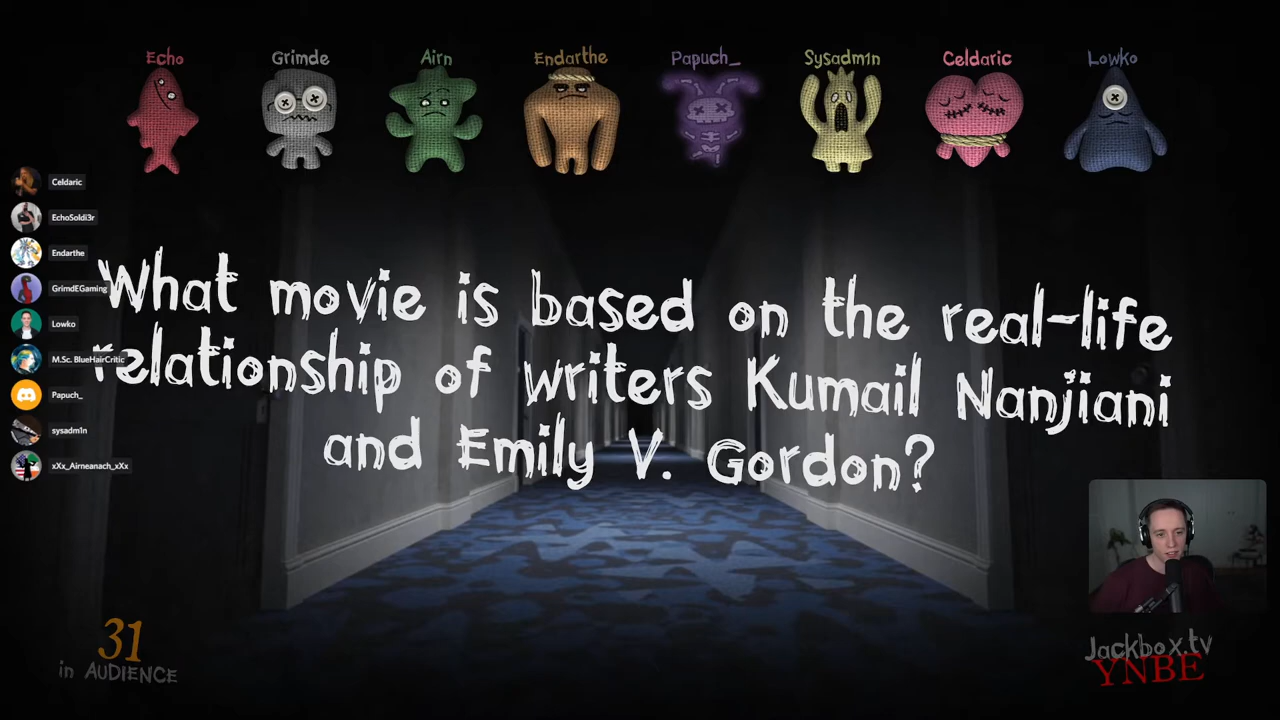 Echo
Grimde
Airn
Endarthe
Papuch_
Sysadm1n
Celdaric
Lowko
Celdaric
EchoSoldi3r
Endarthe
GrimdEGaming
Lowko
M.Sc. BlueHairCritic
Papuch_
sysadm1n
xXx_Airneanach_xXx
What movie is based on the real-life
relationship of writers Kumail Nanjiani
and Emily V. Gordon?
31
in AUDIENCE
Jackbox.tv
YNBE